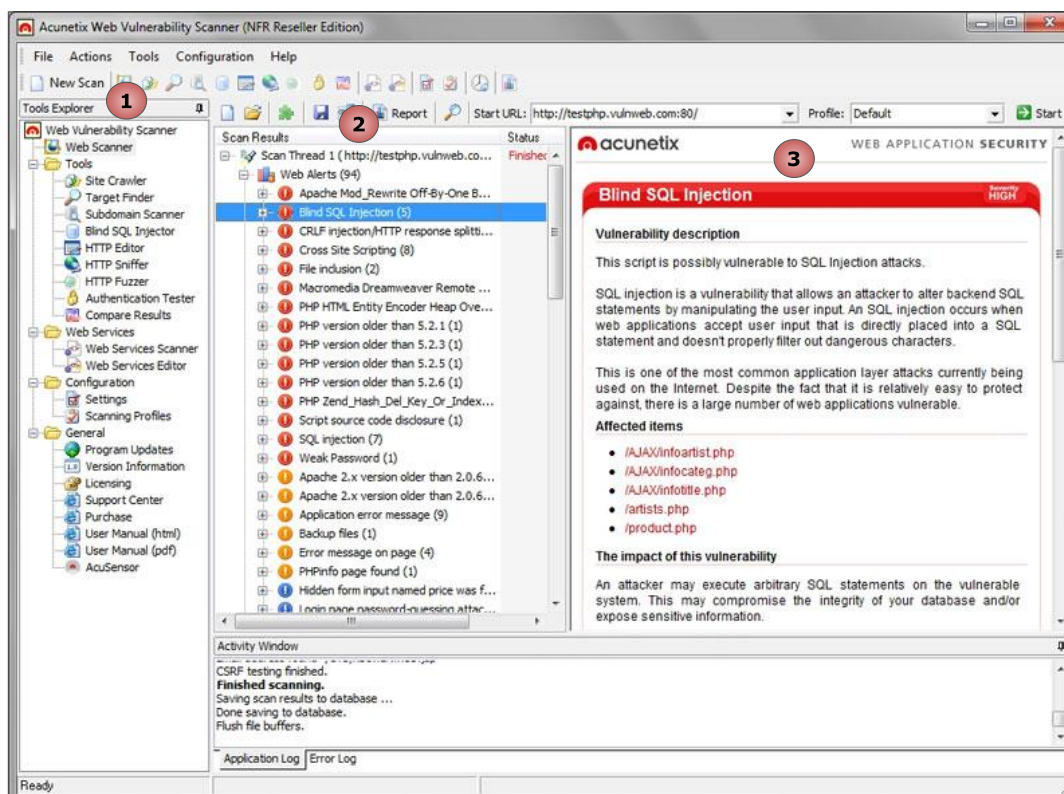 Acunetix Web Vulnerability Scanner (NFR Reseller Edition)
File Actions Tools Configuration Help
New Scan
1
Tools Explorer
Web Vulnerability Scanner
Web Scanner
Tools
Site Crawler
Target Finder
Subdomain Scanner
Blind SQL Injector
HTTP Editor
HTTP Sniffer
HTTP Fuzzer
Authentication Tester
Compare Results
Web Services
Web Services Scanner
Web Services Editor
Configuration
Settings
Scanning Profiles
General
Program Updates
Version Information
Licensing
Support Center
Purchase
User Manual (html)
User Manual (pdf)
AcuSensor
2
Report Start URL: http://testphp.vulnweb.com:80/ Profile: Default Start
Scan Results Status
Scan Thread 1 ( http://testphp.vulnweb.co... Finished
Web Alerts (94)
Apache Mod_Rewrite Off-By-One B...
Blind SQL Injection (5)
CRLF injection/HTTP response splitti...
Cross Site Scripting (8)
File inclusion (2)
Macromedia Dreamweaver Remote ...
PHP HTML Entity Encoder Heap Ove...
PHP version older than 5.2.1 (1)
PHP version older than 5.2.3 (1)
PHP version older than 5.2.5 (1)
PHP version older than 5.2.6 (1)
PHP Zend_Hash_Del_Key_Or_Index...
Script source code disclosure (1)
SQL injection (7)
Weak Password (1)
Apache 2.x version older than 2.0.6...
Apache 2.x version older than 2.0.6...
Application error message (9)
Backup files (1)
Error message on page (4)
PHPinfo page found (1)
Hidden form input named price was f...
Login page password-guessing attac...
3
acunetix WEB APPLICATION SECURITY
Blind SQL Injection Severity HIGH
Vulnerability description
This script is possibly vulnerable to SQL Injection attacks.
SQL injection is a vulnerability that allows an attacker to alter backend SQL
statements by manipulating the user input. An SQL injection occurs when
web applications accept user input that is directly placed into a SQL
statement and doesn't properly filter out dangerous characters.
This is one of the most common application layer attacks currently being
used on the Internet. Despite the fact that it is relatively easy to protect
against, there is a large number of web applications vulnerable.
Affected items
/AJAX/infoartist.php
/AJAX/infocateg.php
/AJAX/infotitle.php
/artists.php
/product.php
The impact of this vulnerability
An attacker may execute arbitrary SQL statements on the vulnerable
system. This may compromise the integrity of your database and/or
expose sensitive information.
Activity Window
CSRF testing finished.
Finished scanning.
Saving scan results to database ...
Done saving to database.
Flush file buffers.
Application Log Error Log
Ready